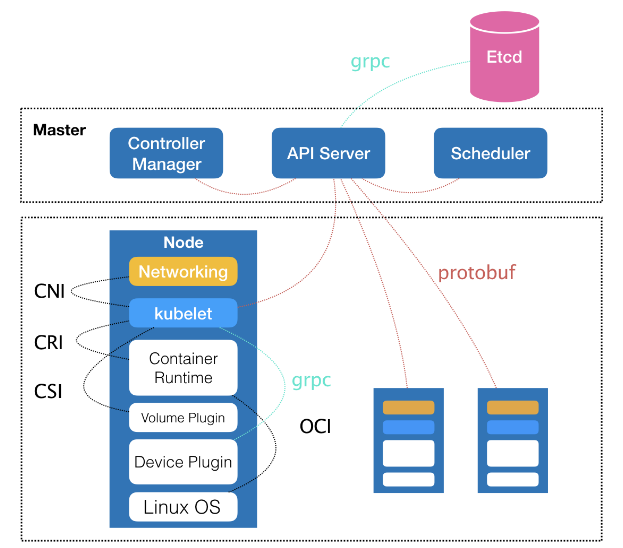 grpc
Etcd
Master
Controller
Manager
API Server
Scheduler
Node
Networking
CNI
kubelet
protobuf
CRI
Container
Runtime
CSI
grpc
Volume Plugin
OCI
Device Plugin
Linux OS